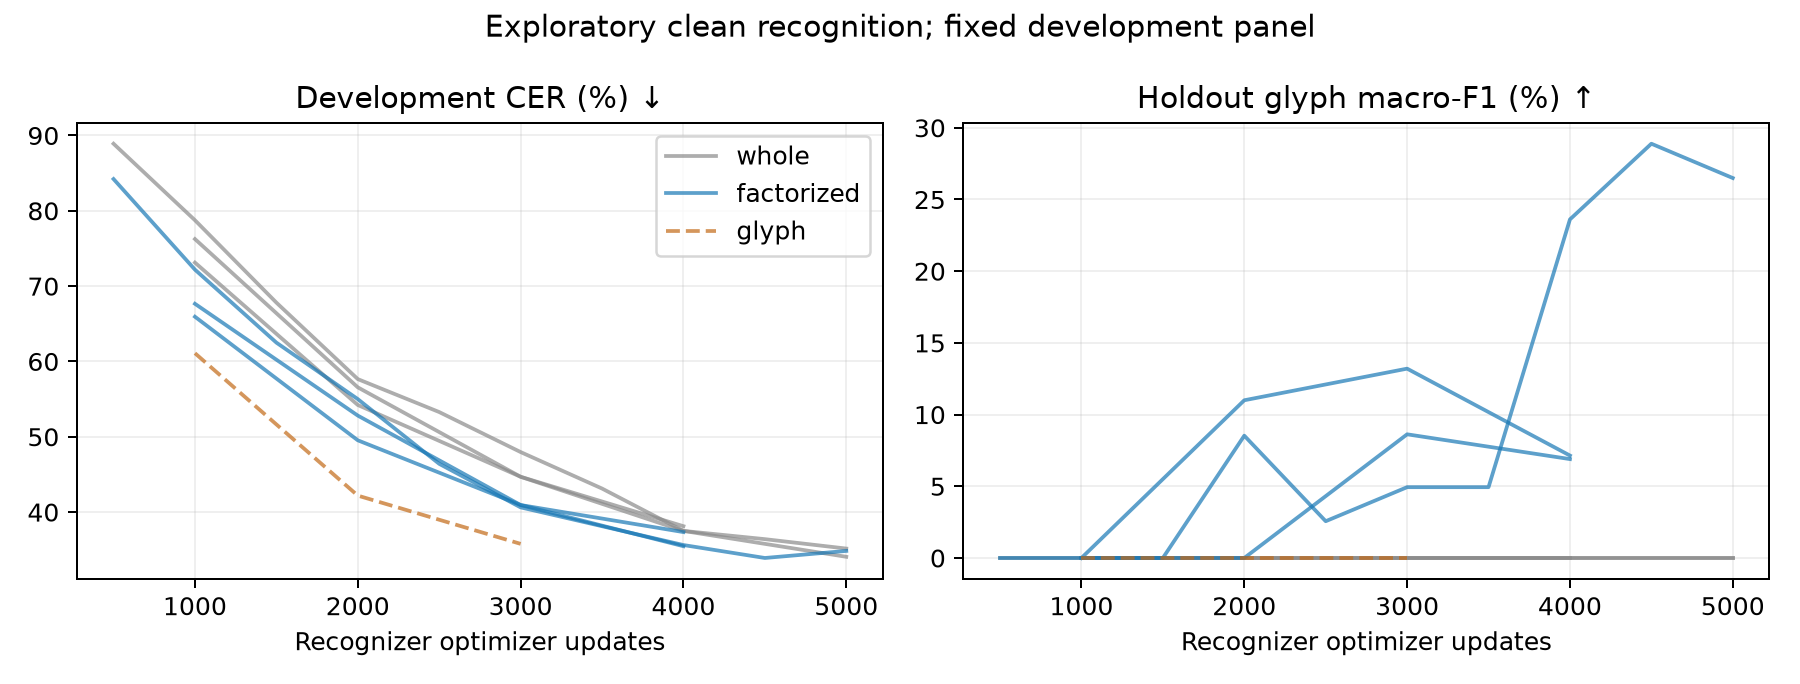 Exploratory clean recognition; fixed development panel
Development CER (%) ↓
90
80
70
60
50
40
whole
factorized
glyph
1000 2000 3000 4000 5000
Recognizer optimizer updates
Holdout glyph macro-F1 (%) ↑
30
25
20
15
10
5
0
1000 2000 3000 4000 5000
Recognizer optimizer updates